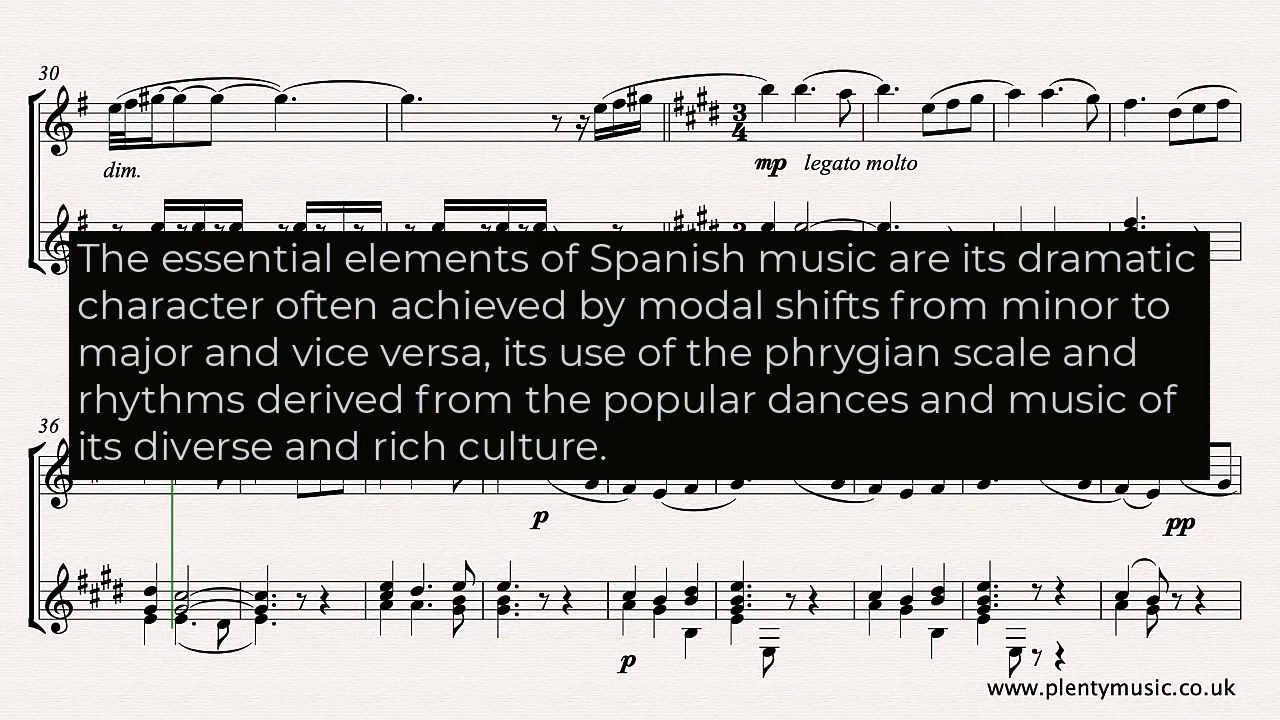 30
dim.
3
4
mp legato molto
The essential elements of Spanish music are its dramatic
character often achieved by modal shifts from minor to
major and vice versa, its use of the phrygian scale and
rhythms derived from the popular dances and music of
its diverse and rich culture.
36
p
pp
p
www.plentymusic.co.uk